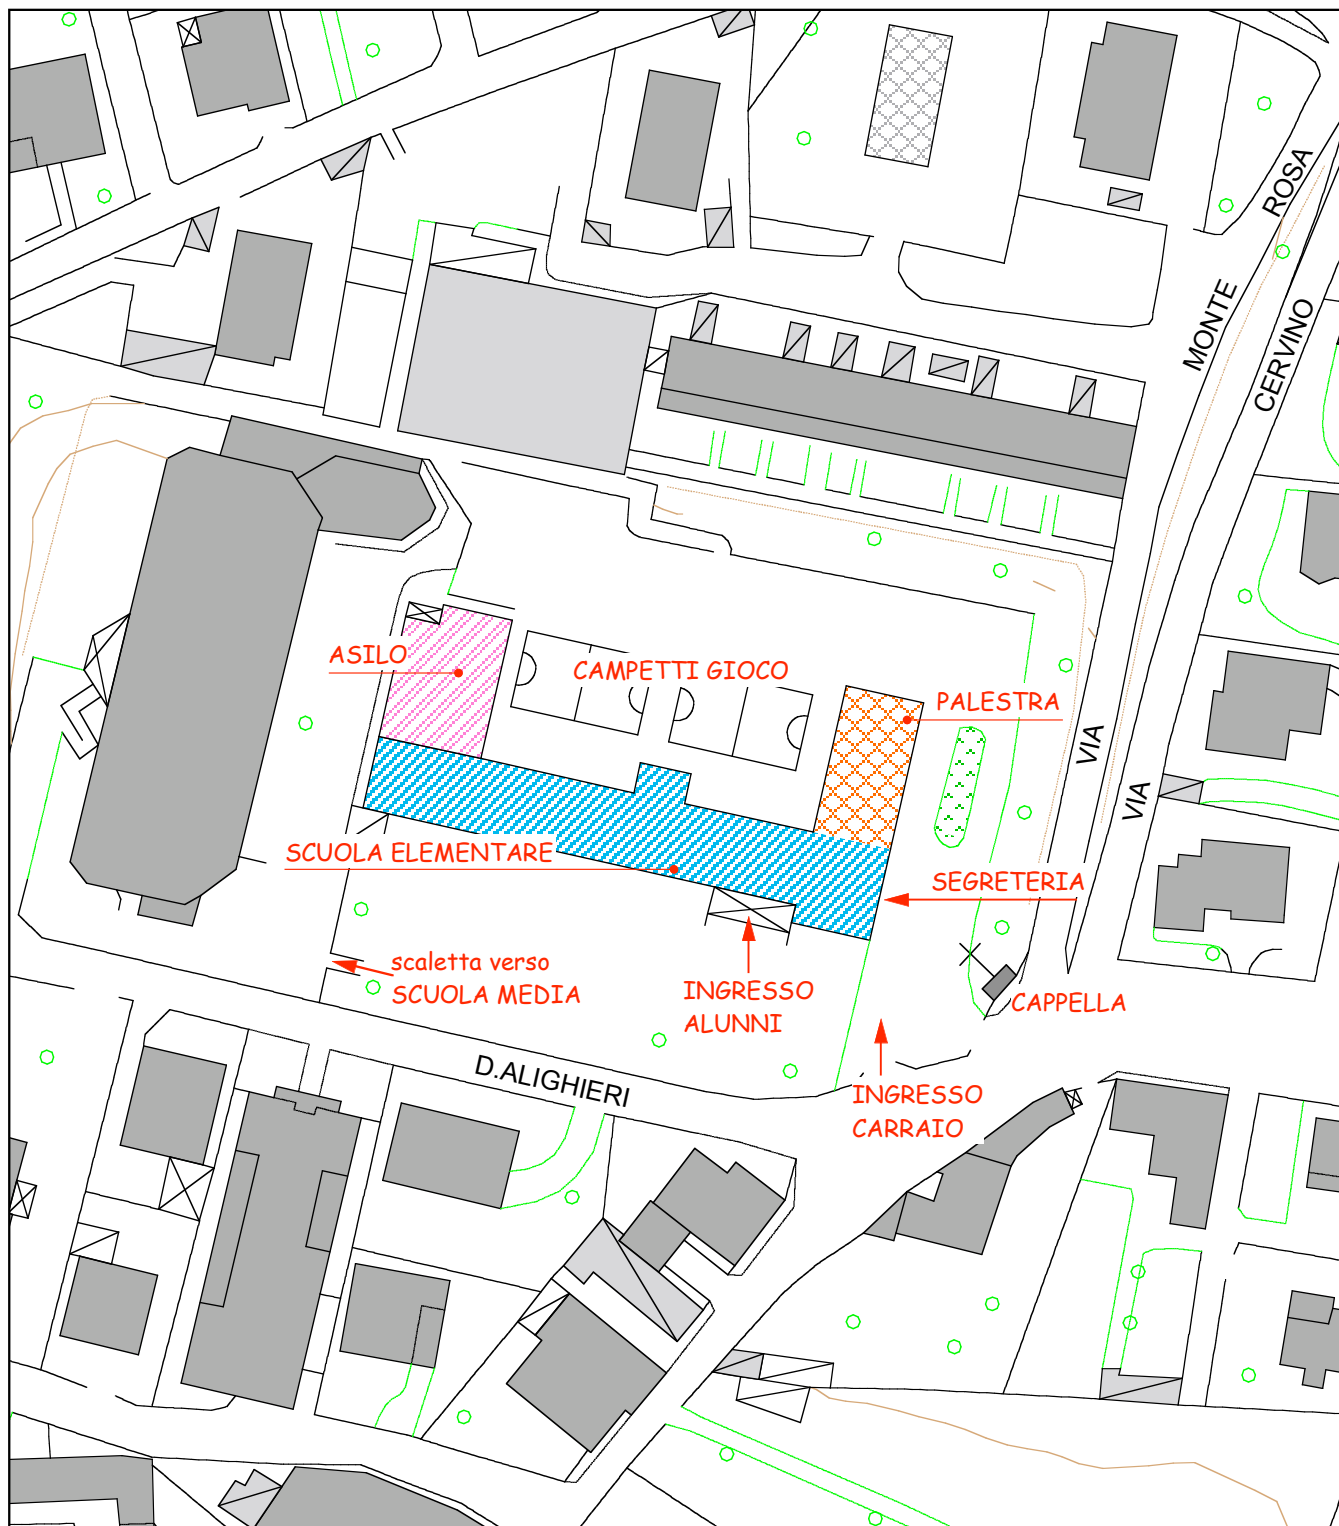 ROSA
MONTE
CERVINO
ASILO
CAMPETTI GIOCO
PALESTRA
VIA
VIA
SCUOLA ELEMENTARE
SEGRETERIA
scaletta verso
SCUOLA MEDIA
INGRESSO
ALUNNI
CAPPELLA
D.ALIGHIERI
INGRESSO
CARRAIO